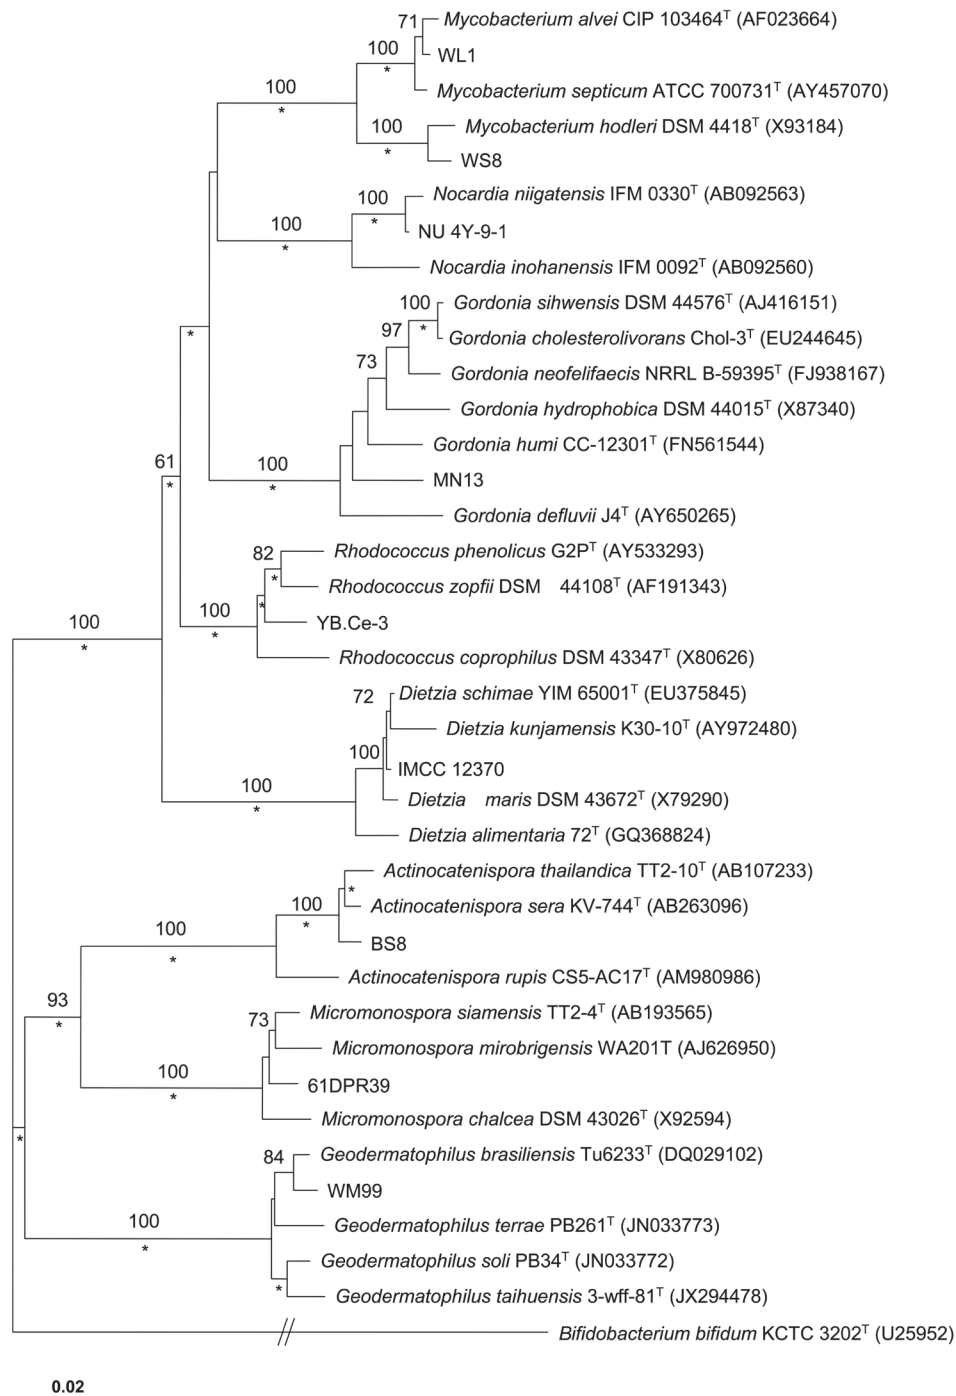 71
Mycobacterium alvei CIP 103464T (AF023664)
100
*
WL1
100
*
Mycobacterium septicum ATCC 700731T (AY457070)
100
*
Mycobacterium hodleri DSM 4418T (X93184)
WS8
100
*
Nocardia niigatensis IFM 0330T (AB092563)
100
*
NU 4Y-9-1
Nocardia inohanensis IFM 0092T (AB092560)
100
*
Gordonia sihwensis DSM 44576T (AJ416151)
*
97
Gordonia cholesterolivorans Chol-3T (EU244645)
73
Gordonia neofelifaecis NRRL B-59395T (FJ938167)
Gordonia hydrophobica DSM 44015T (X87340)
Gordonia humi CC-12301T (FN561544)
61
*
100
*
MN13
Gordonia defluvii J4T (AY650265)
82
*
Rhodococcus phenolicus G2PT (AY533293)
Rhodococcus zopfii DSM 44108T (AF191343)
*
100
*
YB.Ce-3
100
*
Rhodococcus coprophilus DSM 43347T (X80626)
72
Dietzia schimae YIM 65001T (EU375845)
Dietzia kunjamensis K30-10T (AY972480)
100
IMCC 12370
100
*
Dietzia maris DSM 43672T (X79290)
Dietzia alimentaria 72T (GQ368824)
Actinocatenispora thailandica TT2-10T (AB107233)
*
100
*
Actinocatenispora sera KV-744T (AB263096)
100
*
BS8
Actinocatenispora rupis CS5-AC17T (AM980986)
93
*
73
Micromonospora siamensis TT2-4T (AB193565)
Micromonospora mirobrigensis WA201T (AJ626950)
100
*
61DPR39
Micromonospora chalcea DSM 43026T (X92594)
*
84
Geodermatophilus brasiliensis Tu6233T (DQ029102)
WM99
100
*
Geodermatophilus terrae PB261T (JN033773)
Geodermatophilus soli PB34T (JN033772)
*
Geodermatophilus taihuensis 3-wff-81T (JX294478)
Bifidobacterium bifidum KCTC 3202T (U25952)
0.02